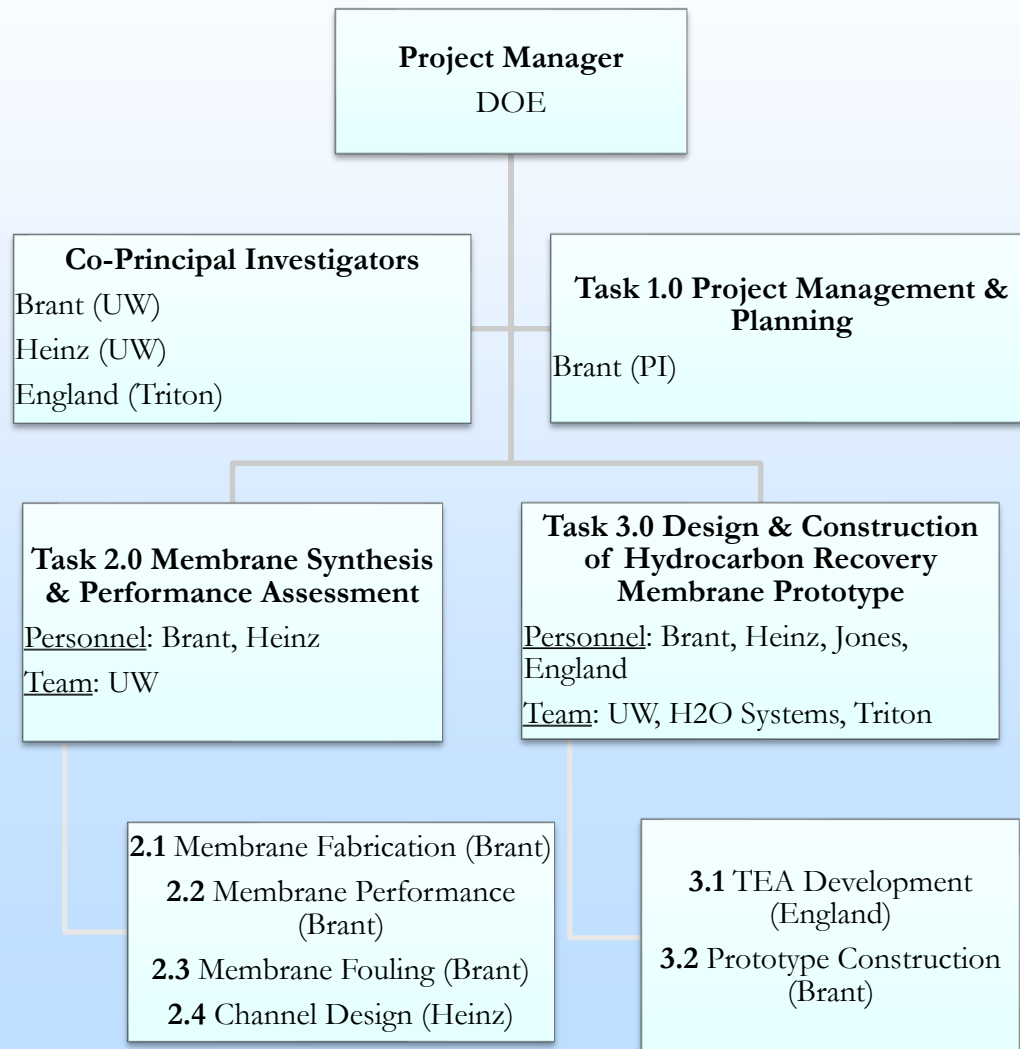 Project Manager
DOE
Co-Principal Investigators
Brant (UW)
Heinz (UW)
England (Triton)
Task 1.0 Project Management &
Planning
Brant (PI)
Task 2.0 Membrane Synthesis
& Performance Assessment
Personnel: Brant, Heinz
Team: UW
Task 3.0 Design & Construction
of Hydrocarbon Recovery
Membrane Prototype
Personnel: Brant, Heinz, Jones,
England
Team: UW, H2O Systems, Triton
2.1 Membrane Fabrication (Brant)
2.2 Membrane Performance
(Brant)
2.3 Membrane Fouling (Brant)
2.4 Channel Design (Heinz)
3.1 TEA Development
(England)
3.2 Prototype Construction
(Brant)